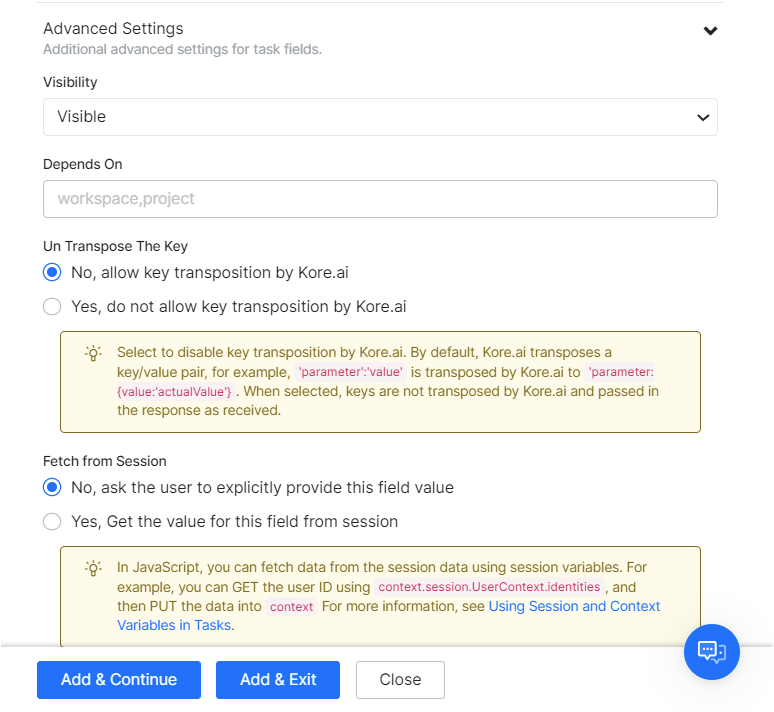 Advanced Settings
Additional advanced settings for task fields.
Visibility
Visible
Depends On
workspace,project
Un Transpose The Key
No, allow key transposition by Kore.ai
Yes, do not allow key transposition by Kore.ai
Select to disable key transposition by Kore.ai. By default, Kore.ai transposes a
key/value pair, for example, 'parameter':'value' is transposed by Kore.ai to 'parameter:
{value:'actualValue'} . When selected, keys are not transposed by Kore.ai and passed in
the response as received.
Fetch from Session
No, ask the user to explicitly provide this field value
Yes, Get the value for this field from session
In JavaScript, you can fetch data from the session data using session variables. For
example, you can GET the user ID using context.session.UserContext.identities , and
then PUT the data into context For more information, see Using Session and Context
Variables in Tasks.
Add & Continue
Add & Exit
Close